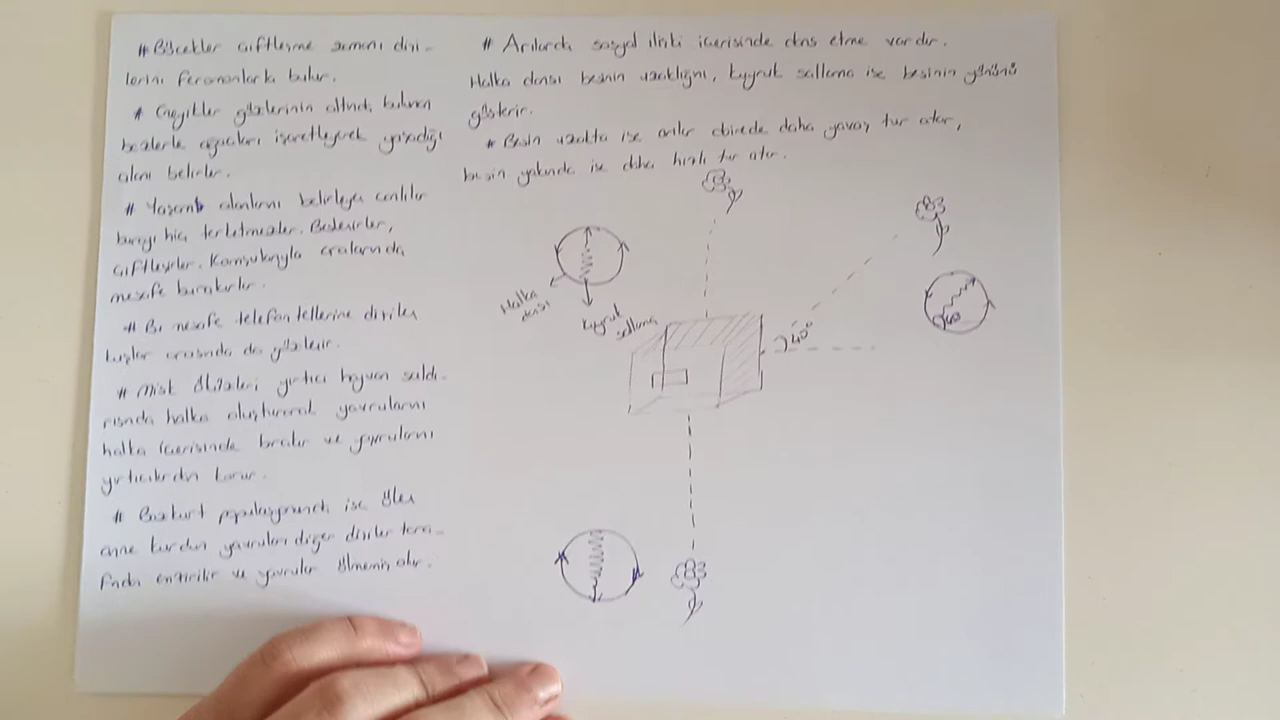 # Böcekler çiftleşme zamanı dişi-
lerini feromonlarla bulur.
# Geyikler gözlerinin altında bulunan
bezlerle ağaçları işaretleyerek yaşadığı
alanı belirler.
# Yaşamak alanlarını belirleyen canlılar
burayı hiç terketmezler. Beslenirler,
çiftleşirler. Komşularıyla aralarında
mesafe bırakırlar.
# Bu mesafe telefon tellerine dizilen
kuşlar arasında da gözlenir.
# Misk öküzleri yırtıcı hayvan saldı-
rısında halka oluşturarak yavrularını
halka içerisinde bırakır ve yavrularını
yırtıcılardan korur.
# Bozkurt populasyonunda ise ölen
anne kurdun yavruları diğer dişiler tara-
fından emzirilir ve yavrular ölmemiş olur.
# Arılarda sosyal ilişki içerisinde dans etme vardır.
Halka dansı besinin uzaklığını, kuyruk sallama ise besinin yönünü
gösterir.
# Besin uzakta ise arılar dairede daha yavaş tur atar,
besin yakında ise daha hızlı tur atar.
Halka
dansı
Kuyruk
sallama
40°
40°